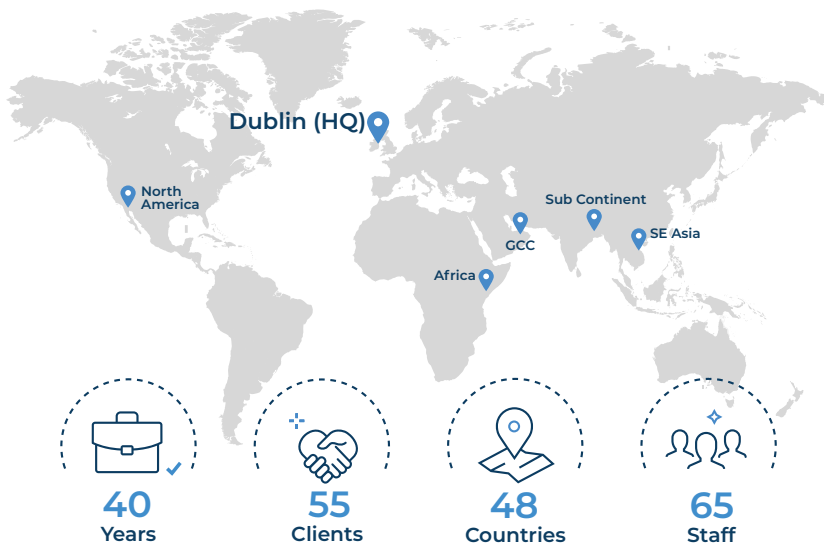 Dublin (HQ)
North
America
Sub Continent
SE Asia
GCC
Africa
40
Years
55
Clients
48
Countries
65
Staff